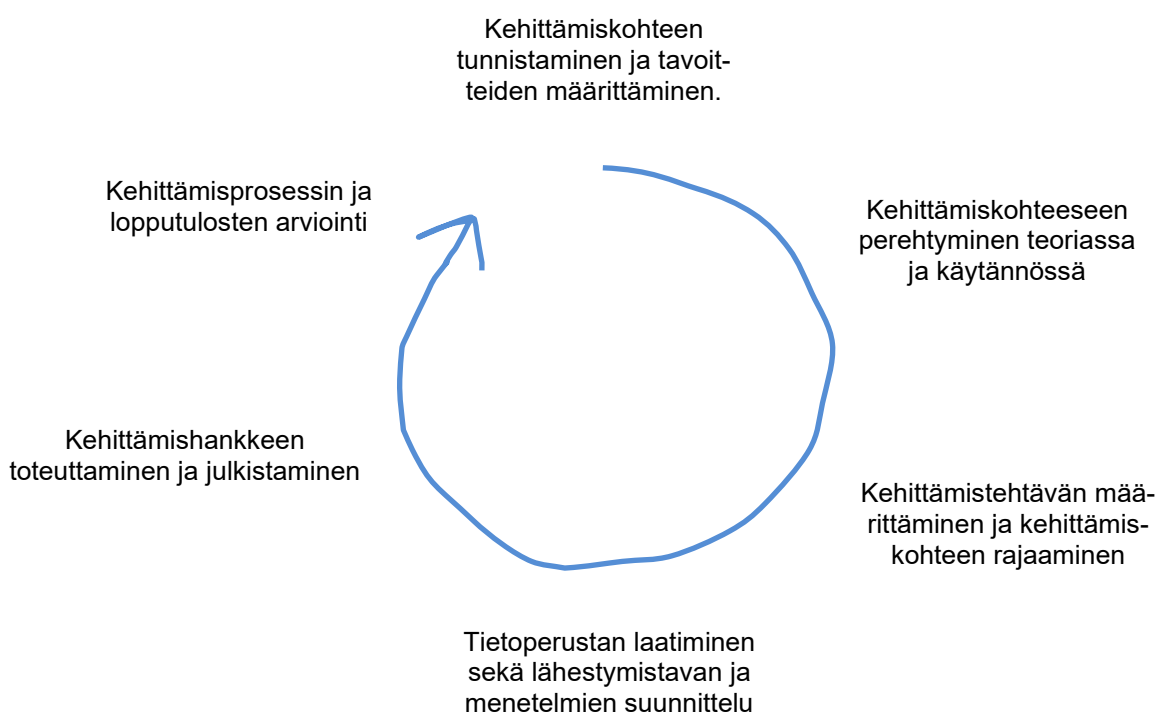 Kehittämiskohteen
tunnistaminen ja tavoit-
teiden määrittäminen.
Kehittämiskohteeseen
perehtyminen teoriassa
ja käytännössä
Kehittämistehtävän mää-
rittäminen ja kehittämis-
kohteen rajaaminen
Tietoperustan laatiminen
sekä lähestymistavan ja
menetelmien suunnittelu
Kehittämishankkeen
toteuttaminen ja julkistaminen
Kehittämisprosessin ja
lopputulosten arviointi